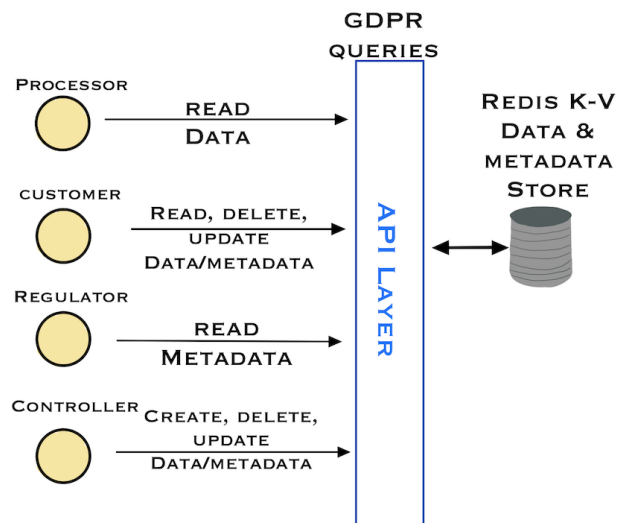 GDPR
QUERIES
PROCESSOR
READ
DATA
CUSTOMER
READ, DELETE,
UPDATE
DATA/METADATA
REGULATOR
READ
METADATA
CONTROLLER
CREATE, DELETE,
UPDATE
DATA/METADATA
API LAYER
REDIS K-V
DATA &
METADATA
STORE